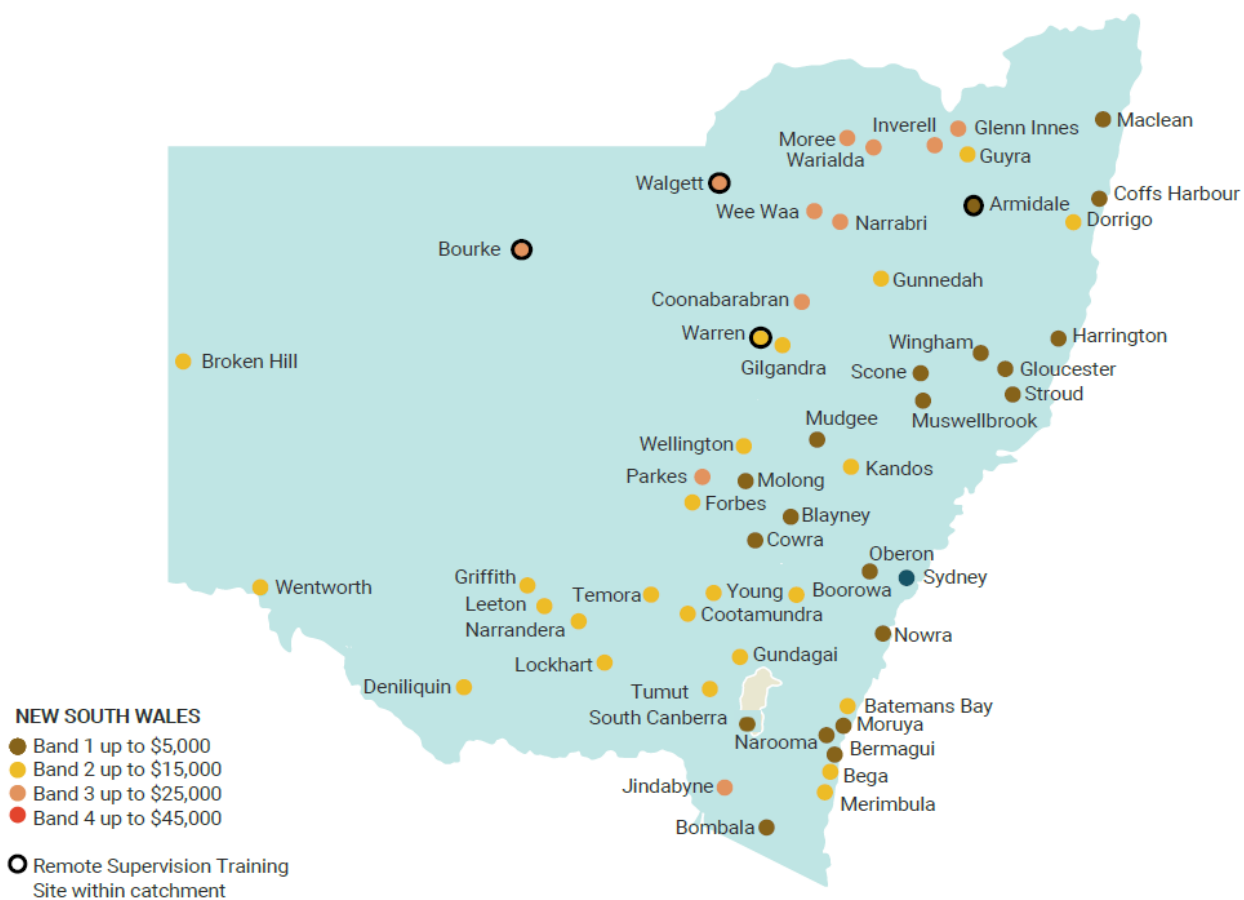 Maclean
Inverell
Glenn Innes
Moree
Warialda
Guyra
Walgett
Coffs Harbour
Armidale
Wee Waa
Dorrigo
Narrabri
Bourke
Gunnedah
Coonabarabran
Warren
Harrington
Wingham
Broken Hill
Gilgandra
Gloucester
Scone
Stroud
Muswellbrook
Mudgee
Wellington
Kandos
Parkes
Molong
Forbes
Blayney
Cowra
Oberon
Sydney
Griffith
Wentworth
Temora
Young
Boorowa
Leeton
Cootamundra
Narrandera
Nowra
Gundagai
Lockhart
Deniliquin
Tumut
Batemans Bay
South Canberra
Moruya
Narooma
Bermagui
Bega
Jindabyne
Merimbula
Bombala
NEW SOUTH WALES
Band 1 up to $5,000
Band 2 up to $15,000
Band 3 up to $25,000
Band 4 up to $45,000
Remote Supervision Training
Site within catchment